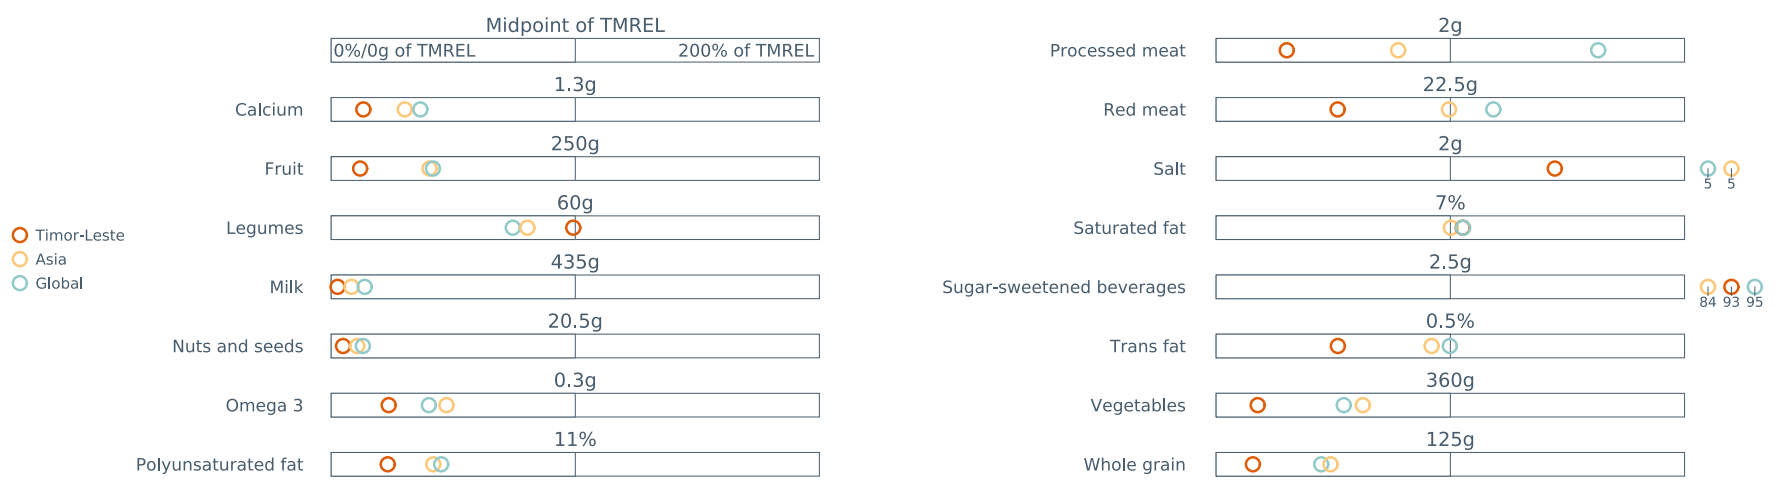 Midpoint of TMREL
0%/0g of TMREL
200% of TMREL
Calcium
1.3g
Fruit
250g
Legumes
60g
Milk
435g
Nuts and seeds
20.5g
Omega 3
0.3g
Polyunsaturated fat
11%
Timor-Leste
Asia
Global
Processed meat
2g
Red meat
22.5g
Salt
2g
5
5
Saturated fat
7%
Sugar-sweetened beverages
2.5g
84
93
95
Trans fat
0.5%
Vegetables
360g
Whole grain
125g